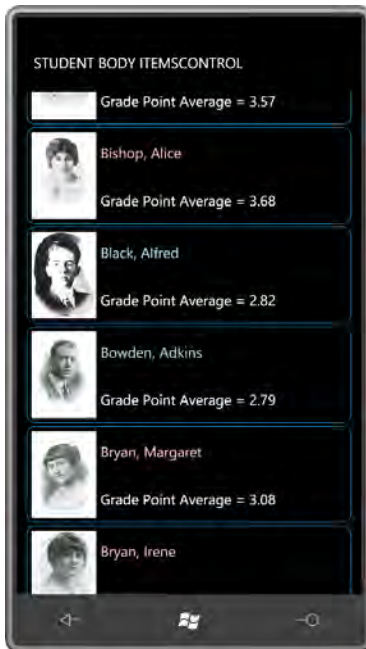 STUDENT BODY ITEMSCONTROL
Grade Point Average = 3.57
Bishop, Alice
Grade Point Average = 3.68
Black, Alfred
Grade Point Average = 2.82
Bowden, Adkins
Grade Point Average = 2.79
Bryan, Margaret
Grade Point Average = 3.08
Bryan, Irene